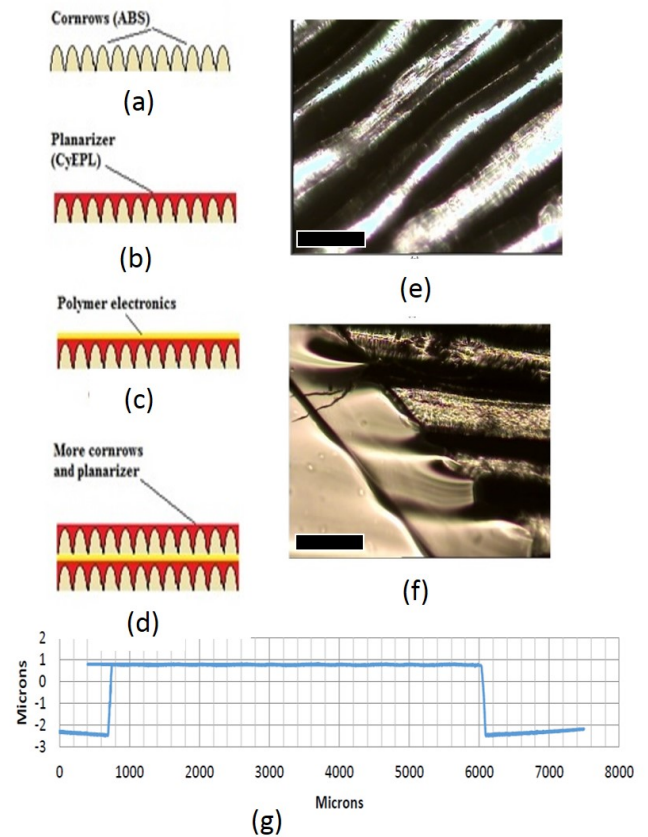 Cornrows (ABS)
(a)
Planarizer
(CyEPL)
(b)
Polymer electronics
(c)
More cornrows
and planarizer
(d)
(e)
(f)
Microns
2
1
0
-1
-2
-3
0 1000 2000 3000 4000 5000 6000 7000 8000
Microns
(g)